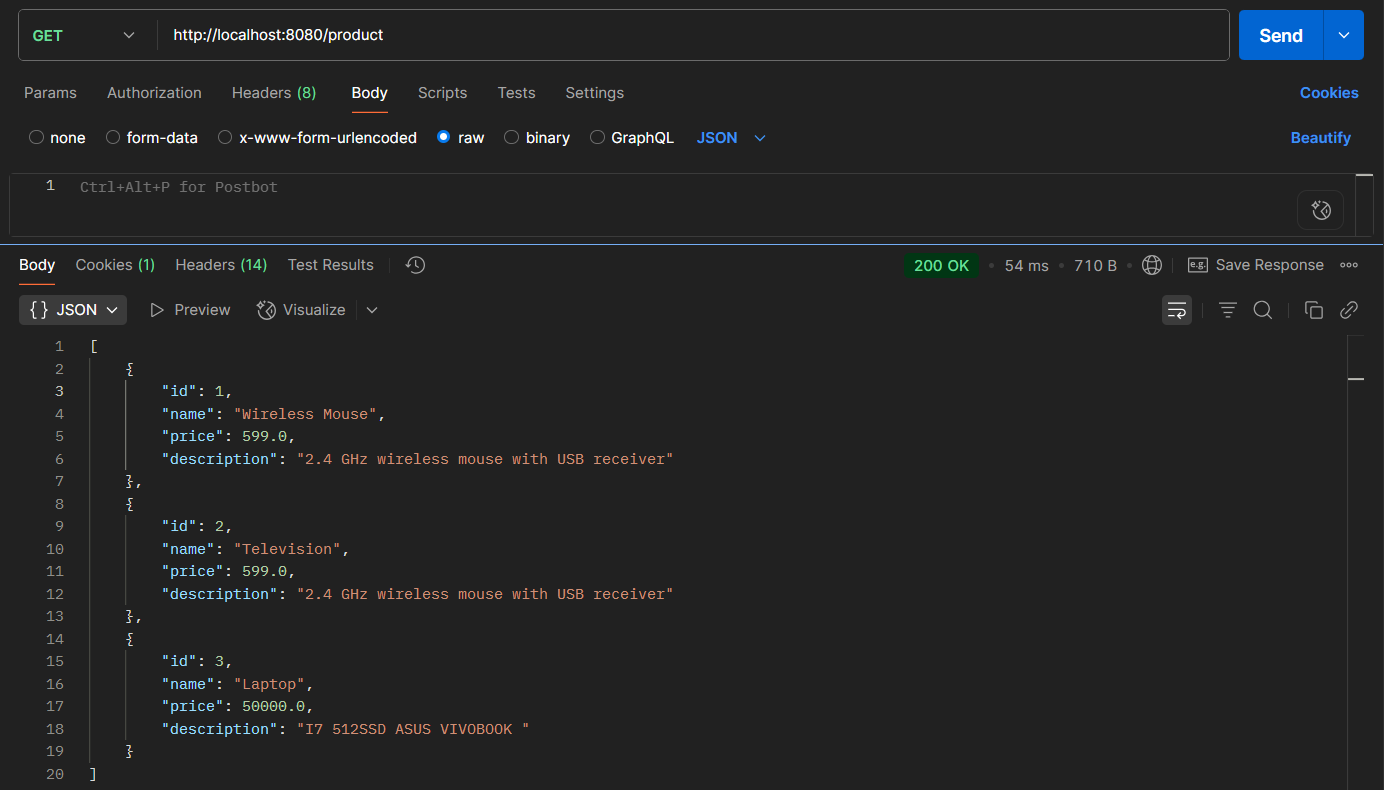 GET http://localhost:8080/product Send
Params Authorization Headers (8) Body Scripts Tests Settings Cookies
none form-data x-www-form-urlencoded raw binary GraphQL JSON Beautify
1 Ctrl+Alt+P for Postbot
Body Cookies (1) Headers (14) Test Results 200 OK • 54 ms • 710 B • e.g. Save Response
{} JSON Preview Visualize
1 [
2 {
3 "id": 1,
4 "name": "Wireless Mouse",
5 "price": 599.0,
6 "description": "2.4 GHz wireless mouse with USB receiver"
7 },
8 {
9 "id": 2,
10 "name": "Television",
11 "price": 599.0,
12 "description": "2.4 GHz wireless mouse with USB receiver"
13 },
14 {
15 "id": 3,
16 "name": "Laptop",
17 "price": 50000.0,
18 "description": "I7 512SSD ASUS VIVOBOOK "
19 }
20 ]